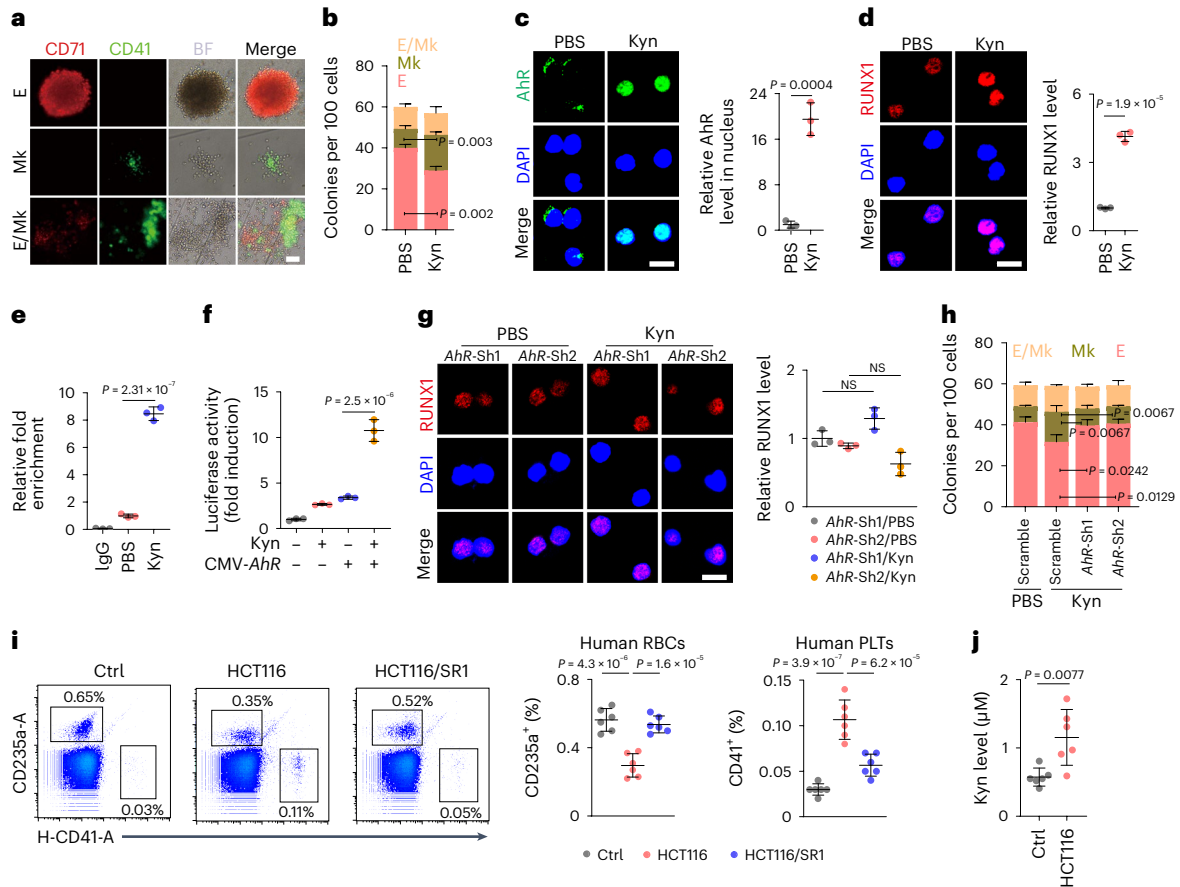 a
CD71 CD41 BF Merge
E
Mk
E/Mk
b
Colonies per 100 cells
E/Mk
Mk
E
80
60
40
20
0
P = 0.003
P = 0.002
PBS
Kyn
c
PBS Kyn
AhR
DAPI
Merge
Relative AhR
level in nucleus
P = 0.0004
24
16
8
0
PBS
Kyn
d
PBS Kyn
RUNX1
DAPI
Merge
Relative RUNX1 level
P = 1.9 × 10⁻⁵
6
3
0
PBS
Kyn
e
Relative fold
enrichment
P = 2.31 × 10⁻⁷
10
8
6
4
2
0
IgG
PBS
Kyn
f
Luciferase activity
(fold induction)
P = 2.5 × 10⁻⁶
15
10
5
0
Kyn – + – +
CMV-AhR – – + +
g
PBS Kyn
AhR-Sh1 AhR-Sh2 AhR-Sh1 AhR-Sh2
RUNX1
DAPI
Merge
Relative RUNX1 level
NS
NS
2
1
0
AhR-Sh1/PBS
AhR-Sh2/PBS
AhR-Sh1/Kyn
AhR-Sh2/Kyn
h
Colonies per 100 cells
E/Mk Mk E
80
60
40
20
0
P = 0.0067
P = 0.0067
P = 0.0242
P = 0.0129
Scramble
Scramble
AhR-Sh1
AhR-Sh2
PBS Kyn
i
Ctrl HCT116 HCT116/SR1
0.65% 0.35% 0.52%
0.03% 0.11% 0.05%
CD235a-A
H-CD41-A
Human RBCs
P = 4.3 × 10⁻⁶ P = 1.6 × 10⁻⁵
CD235a⁺ (%)
0.8
0.4
0
Human PLTs
P = 3.9 × 10⁻⁷ P = 6.2 × 10⁻⁵
CD41⁺ (%)
0.15
0.10
0.05
0
Ctrl HCT116 HCT116/SR1
j
Kyn level (µM)
P = 0.0077
2
1
0
Ctrl
HCT116